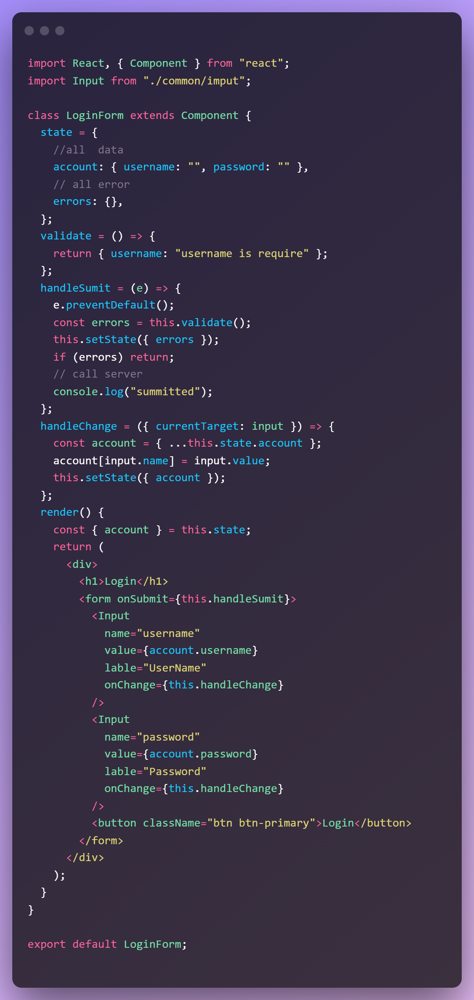 import React, { Component } from "react";
import Input from "./common/imput";

class LoginForm extends Component {
  state = {
    //all  data
    account: { username: "", password: "" },
    // all error
    errors: {},
  };
  validate = () => {
    return { username: "username is require" };
  };
  handleSumit = (e) => {
    e.preventDefault();
    const errors = this.validate();
    this.setState({ errors });
    if (errors) return;
    // call server
    console.log("summitted");
  };
  handleChange = ({ currentTarget: input }) => {
    const account = { ...this.state.account };
    account[input.name] = input.value;
    this.setState({ account });
  };
  render() {
    const { account } = this.state;
    return (
      <div>
        <h1>Login</h1>
        <form onSubmit={this.handleSumit}>
          <Input
            name="username"
            value={account.username}
            lable="UserName"
            onChange={this.handleChange}
          />
          <Input
            name="password"
            value={account.password}
            lable="Password"
            onChange={this.handleChange}
          />
          <button className="btn btn-primary">Login</button>
        </form>
      </div>
    );
  }
}

export default LoginForm;